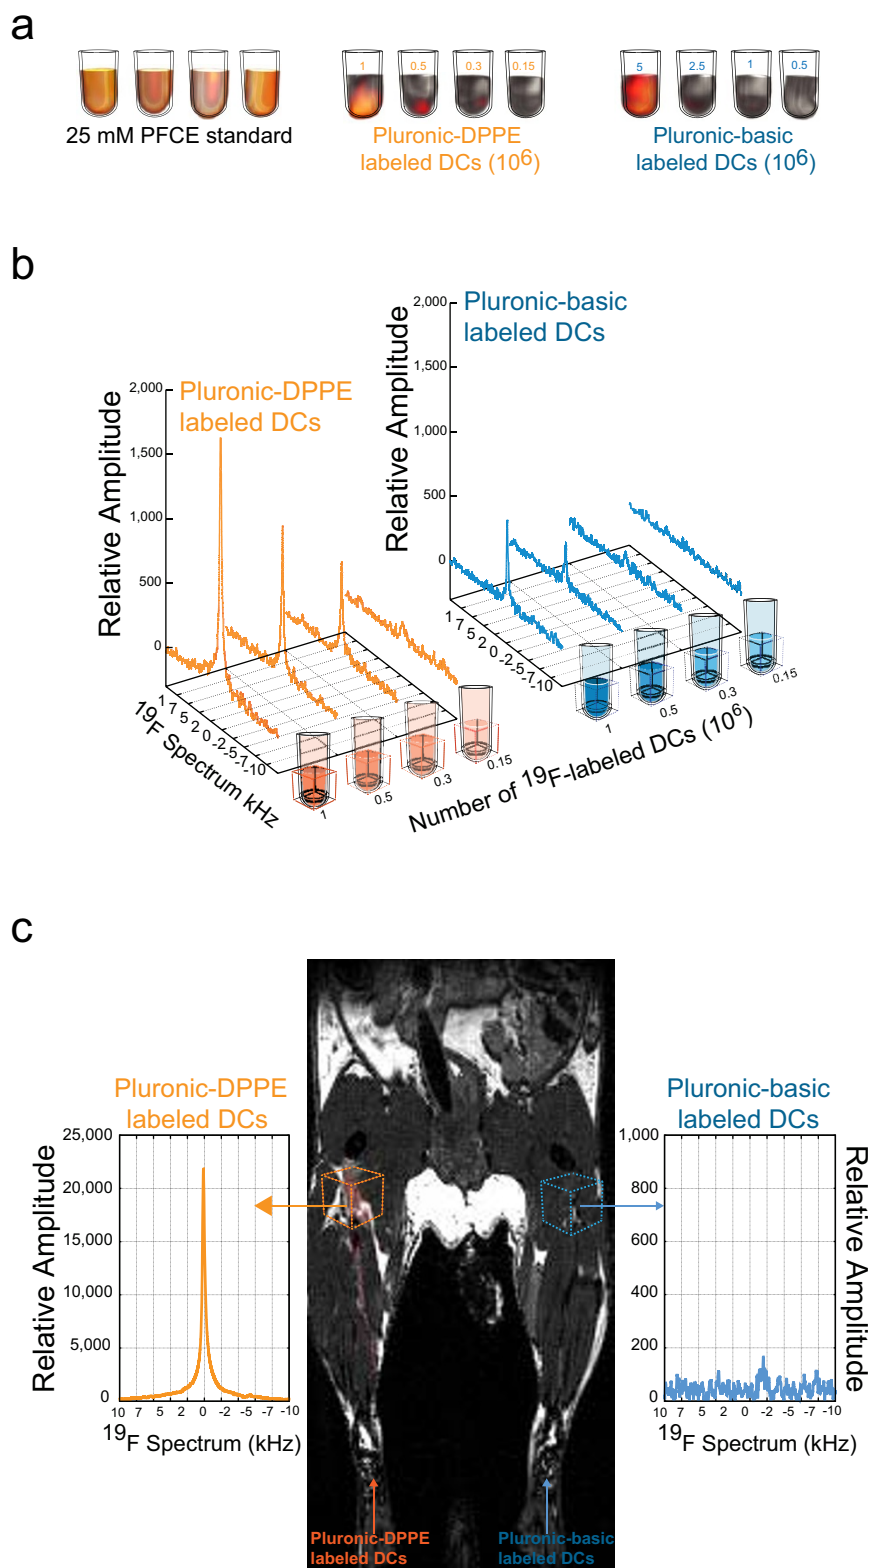 a
1 0.5 0.3 0.15
5 2.5 1 0.5
25 mM PFCE standard
Pluronic-DPPE
labeled DCs (10⁶)
Pluronic-basic
labeled DCs (10⁶)
b
Pluronic-DPPE
labeled DCs
Relative Amplitude
2,000
1,500
1,000
500
0
1 7 5 2 0 -2 -5 -7 -10
¹⁹F Spectrum kHz
1
0.5
0.3
0.15
Pluronic-basic
labeled DCs
Relative Amplitude
2,000
1,500
1,000
500
0
1 7 5 2 0 -2 -5 -7 -10
1
0.5
0.3
0.15
Number of ¹⁹F-labeled DCs (10⁶)
c
Pluronic-DPPE
labeled DCs
Relative Amplitude
25,000
20,000
15,000
10,000
5,000
0
10 7 5 2 0 -2 -5 -7 -10
¹⁹F Spectrum (kHz)
Pluronic-basic
labeled DCs
Relative Amplitude
1,000
800
600
400
200
0
10 7 5 2 0 -2 -5 -7 -10
¹⁹F Spectrum (kHz)
Pluronic-DPPE
labeled DCs
Pluronic-basic
labeled DCs